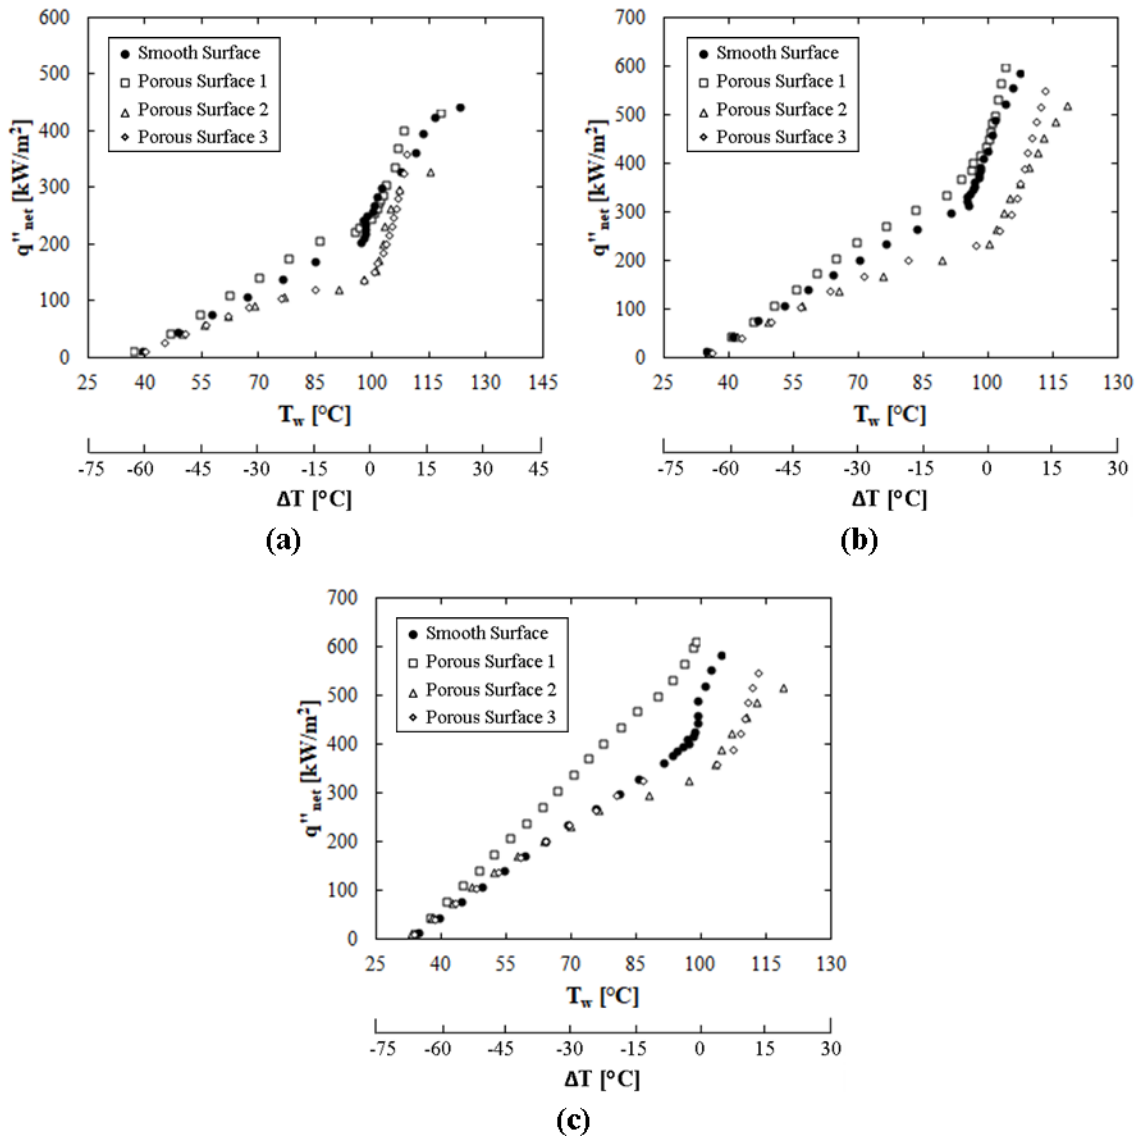 600
500
400
300
200
100
0
q''net [kW/m²]
Smooth Surface
Porous Surface 1
Porous Surface 2
Porous Surface 3
25 40 55 70 85 100 115 130 145
Tw [°C]
-75 -60 -45 -30 -15 0 15 30 45
ΔT [°C]
(a)
700
600
500
400
300
200
100
0
q''net [kW/m²]
Smooth Surface
Porous Surface 1
Porous Surface 2
Porous Surface 3
25 40 55 70 85 100 115 130
Tw [°C]
-75 -60 -45 -30 -15 0 15 30
ΔT [°C]
(b)
700
600
500
400
300
200
100
0
q''net [kW/m²]
Smooth Surface
Porous Surface 1
Porous Surface 2
Porous Surface 3
25 40 55 70 85 100 115 130
Tw [°C]
-75 -60 -45 -30 -15 0 15 30
ΔT [°C]
(c)